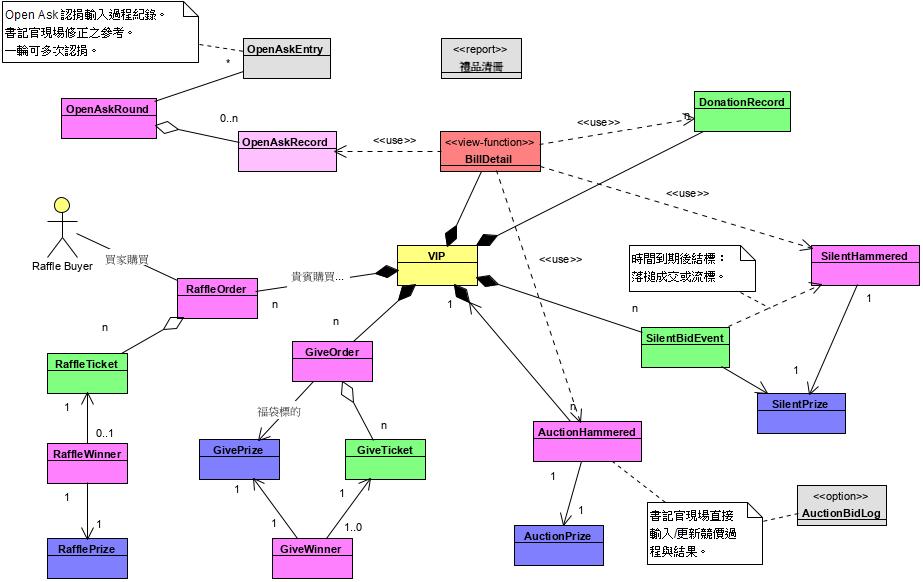 Open Ask 認捐輸入過程紀錄。
書記官現場修正之參考。
一輪可多次認捐。
OpenAskEntry
*
<<report>>
禮品清冊
OpenAskRound
0..n
OpenAskRecord
<<use>>
<<view-function>>
BillDetail
<<use>>
DonationRecord
n
<<use>>
Raffle Buyer
買家購買
VIP
貴賓購買...
<<use>>
時間到期後結標：
落槌成交或流標。
SilentHammered
1
RaffleOrder
n
n
n
1
n
SilentBidEvent
GiveOrder
RaffleTicket
1
1
SilentPrize
0..1
福袋標的
n
n
RaffleWinner
GivePrize
GiveTicket
AuctionHammered
1
1
1
1
1
1
1
1..0
1
書記官現場直接
輸入/更新競價過
程與結果。
<<option>>
AuctionBidLog
RafflePrize
GiveWinner
AuctionPrize